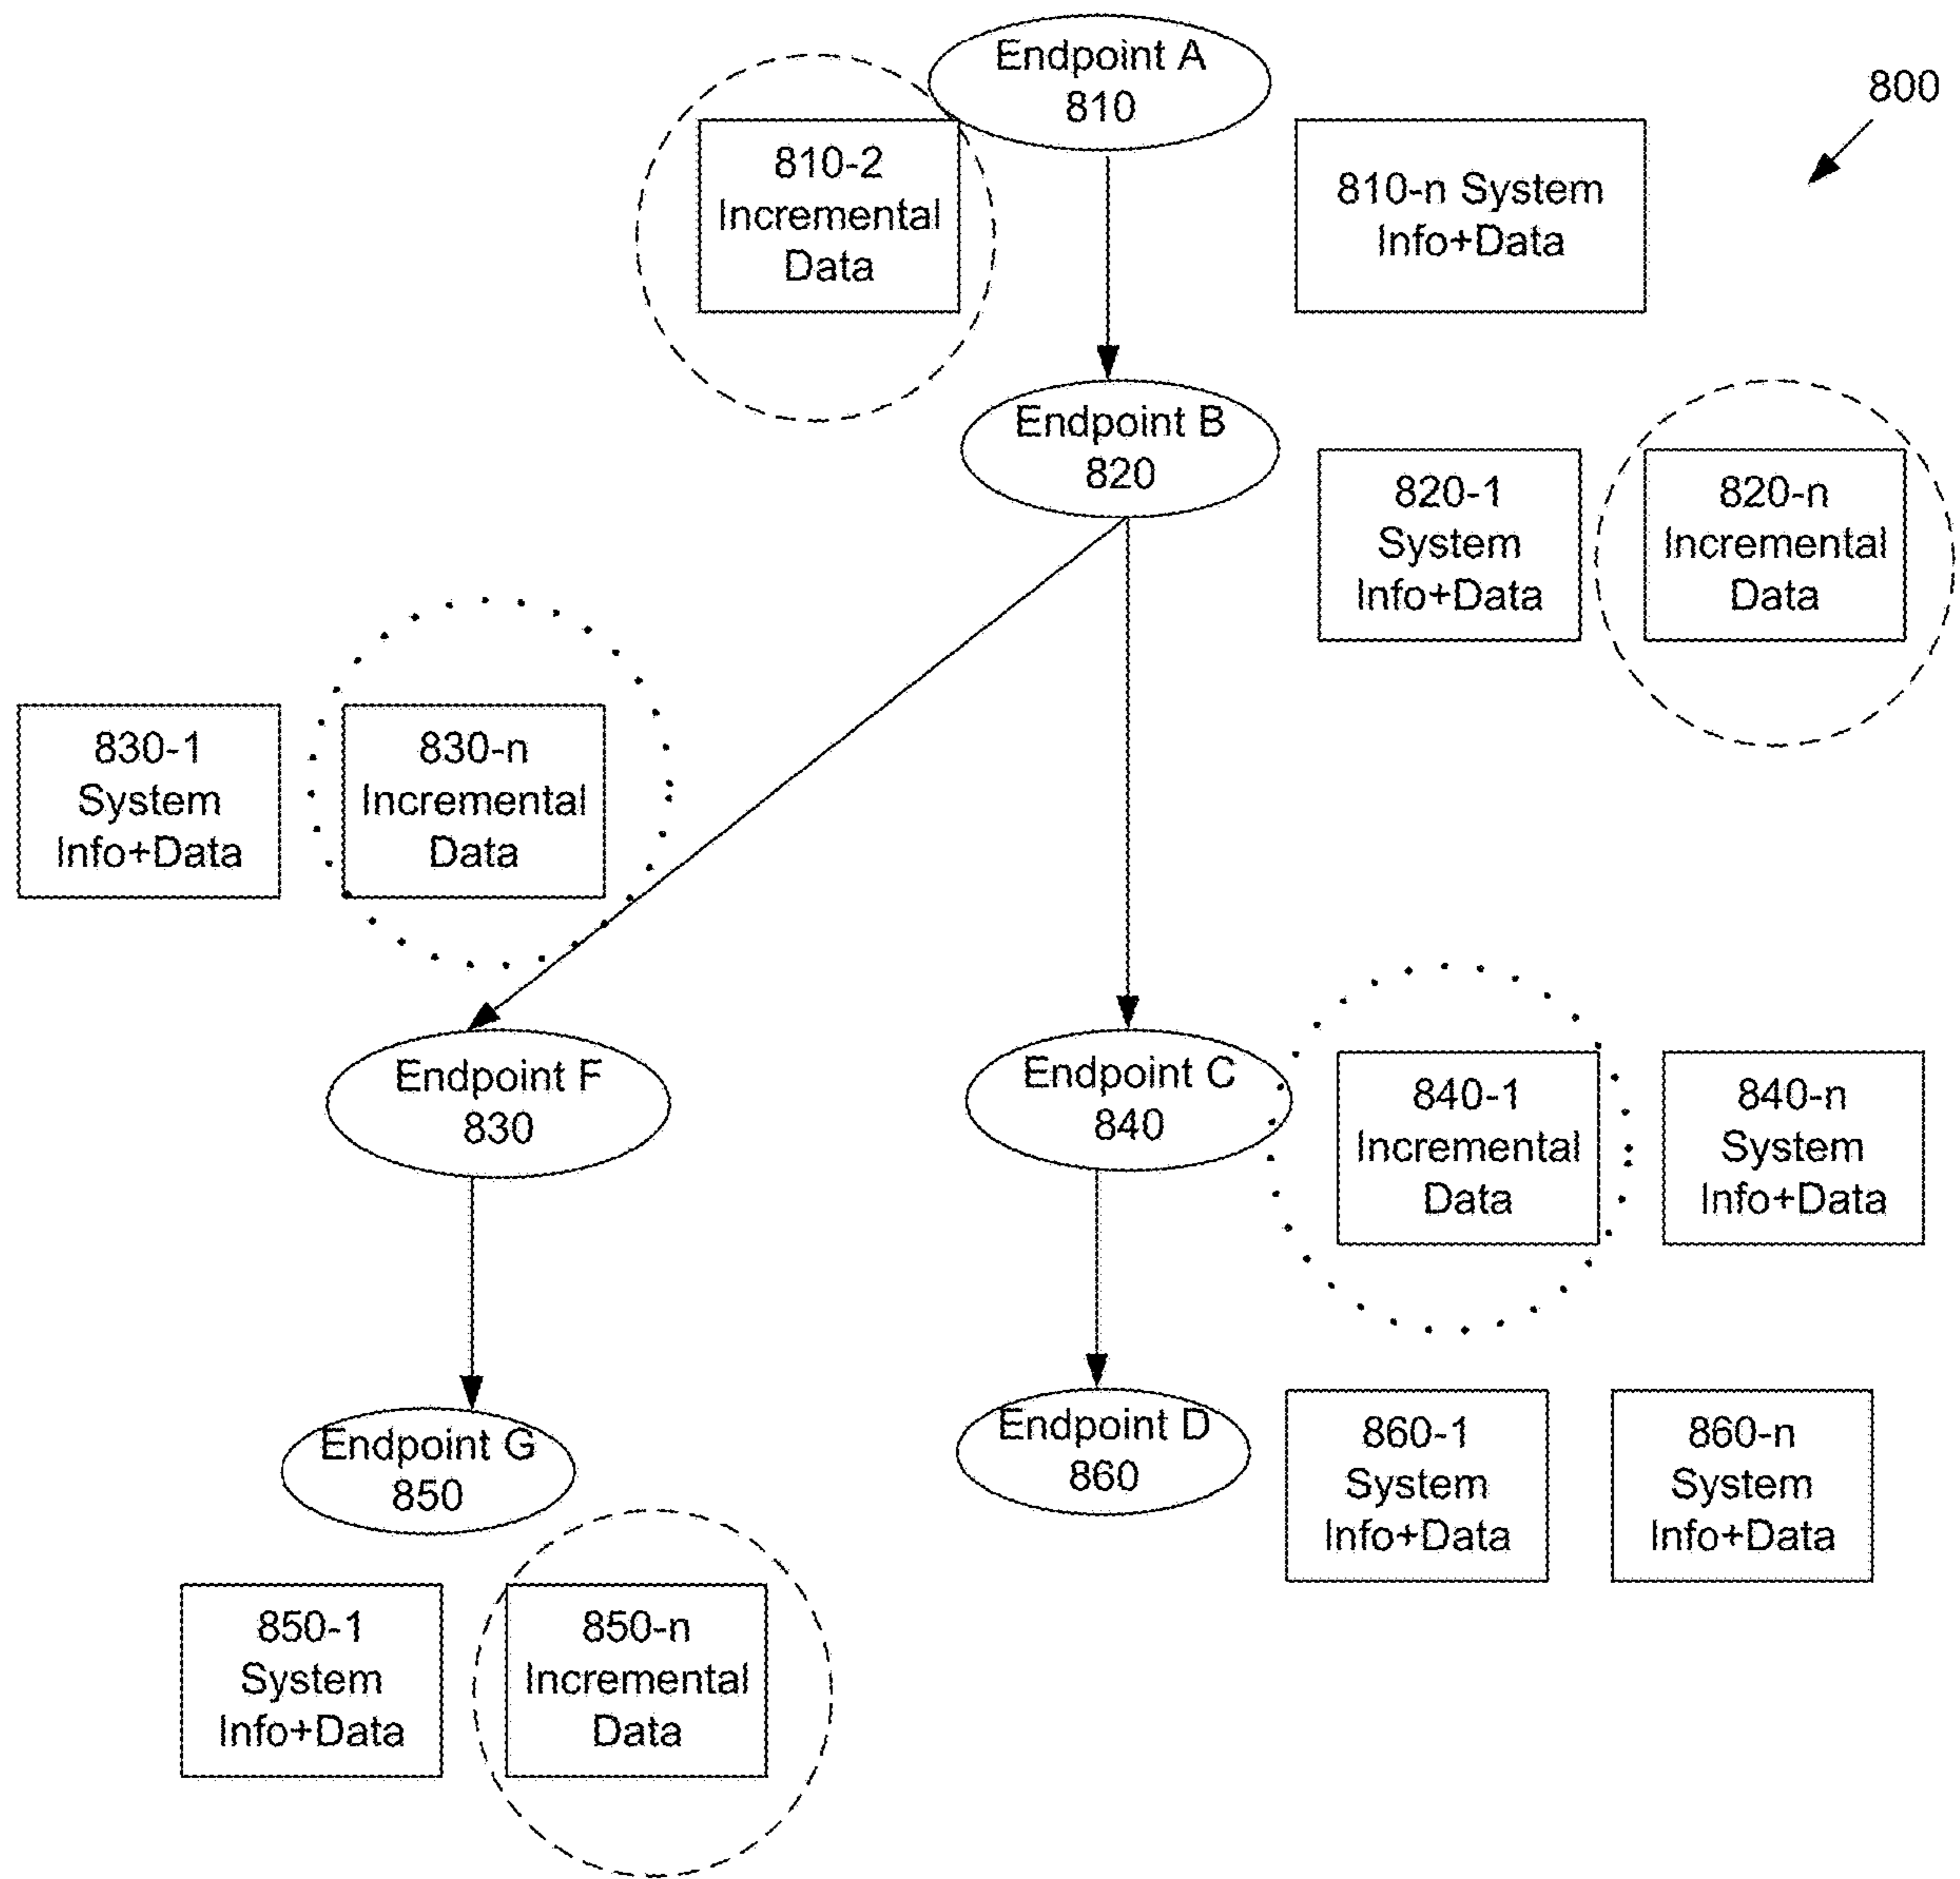 Endpoint A
810
800
810-2
Incremental
Data
810-n System
Info+Data
Endpoint B
820
820-1
System
Info+Data
820-n
Incremental
Data
830-1
System
Info+Data
830-n
Incremental
Data
Endpoint F
830
Endpoint C
840
840-1
Incremental
Data
840-n
System
Info+Data
Endpoint G
850
Endpoint D
860
860-1
System
Info+Data
860-n
System
Info+Data
850-1
System
Info+Data
850-n
Incremental
Data